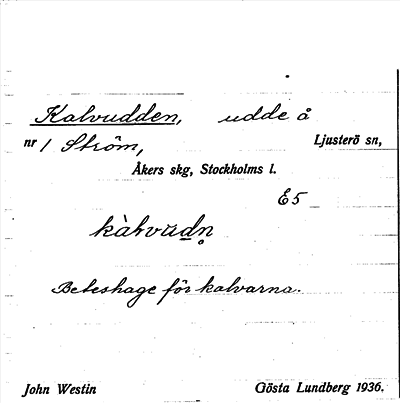 Kalvudden, udde å
nr 1 Ström, Ljusterö sn,
Åkers skg, Stockholms l.
E5
kàlvüd̲n̥
Beteshage för kalvarna.
John Westin Gösta Lundberg 1936.